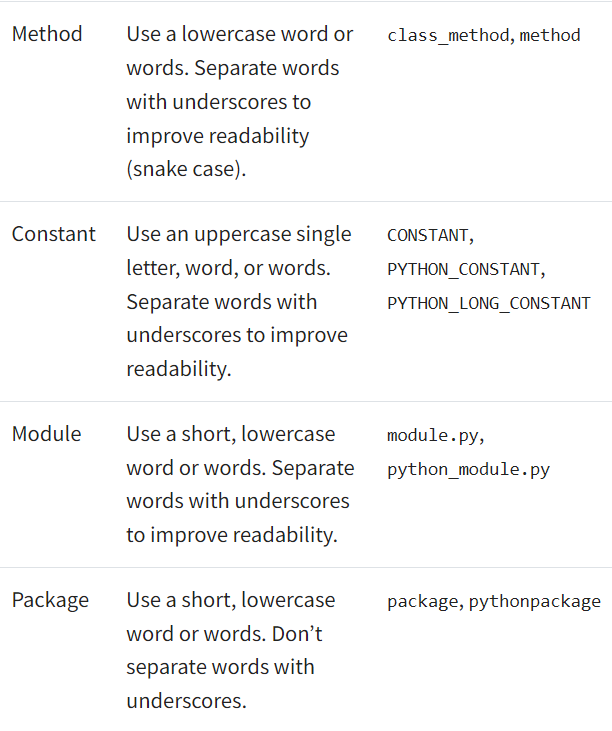 Method Use a lowercase word or class_method, method
words. Separate words
with underscores to
improve readability
(snake case).
Constant Use an uppercase single CONSTANT,
letter, word, or words. PYTHON_CONSTANT,
Separate words with PYTHON_LONG_CONSTANT
underscores to improve
readability.
Module Use a short, lowercase module.py,
word or words. Separate python_module.py
words with underscores
to improve readability.
Package Use a short, lowercase package, pythonpackage
word or words. Don’t
separate words with
underscores.